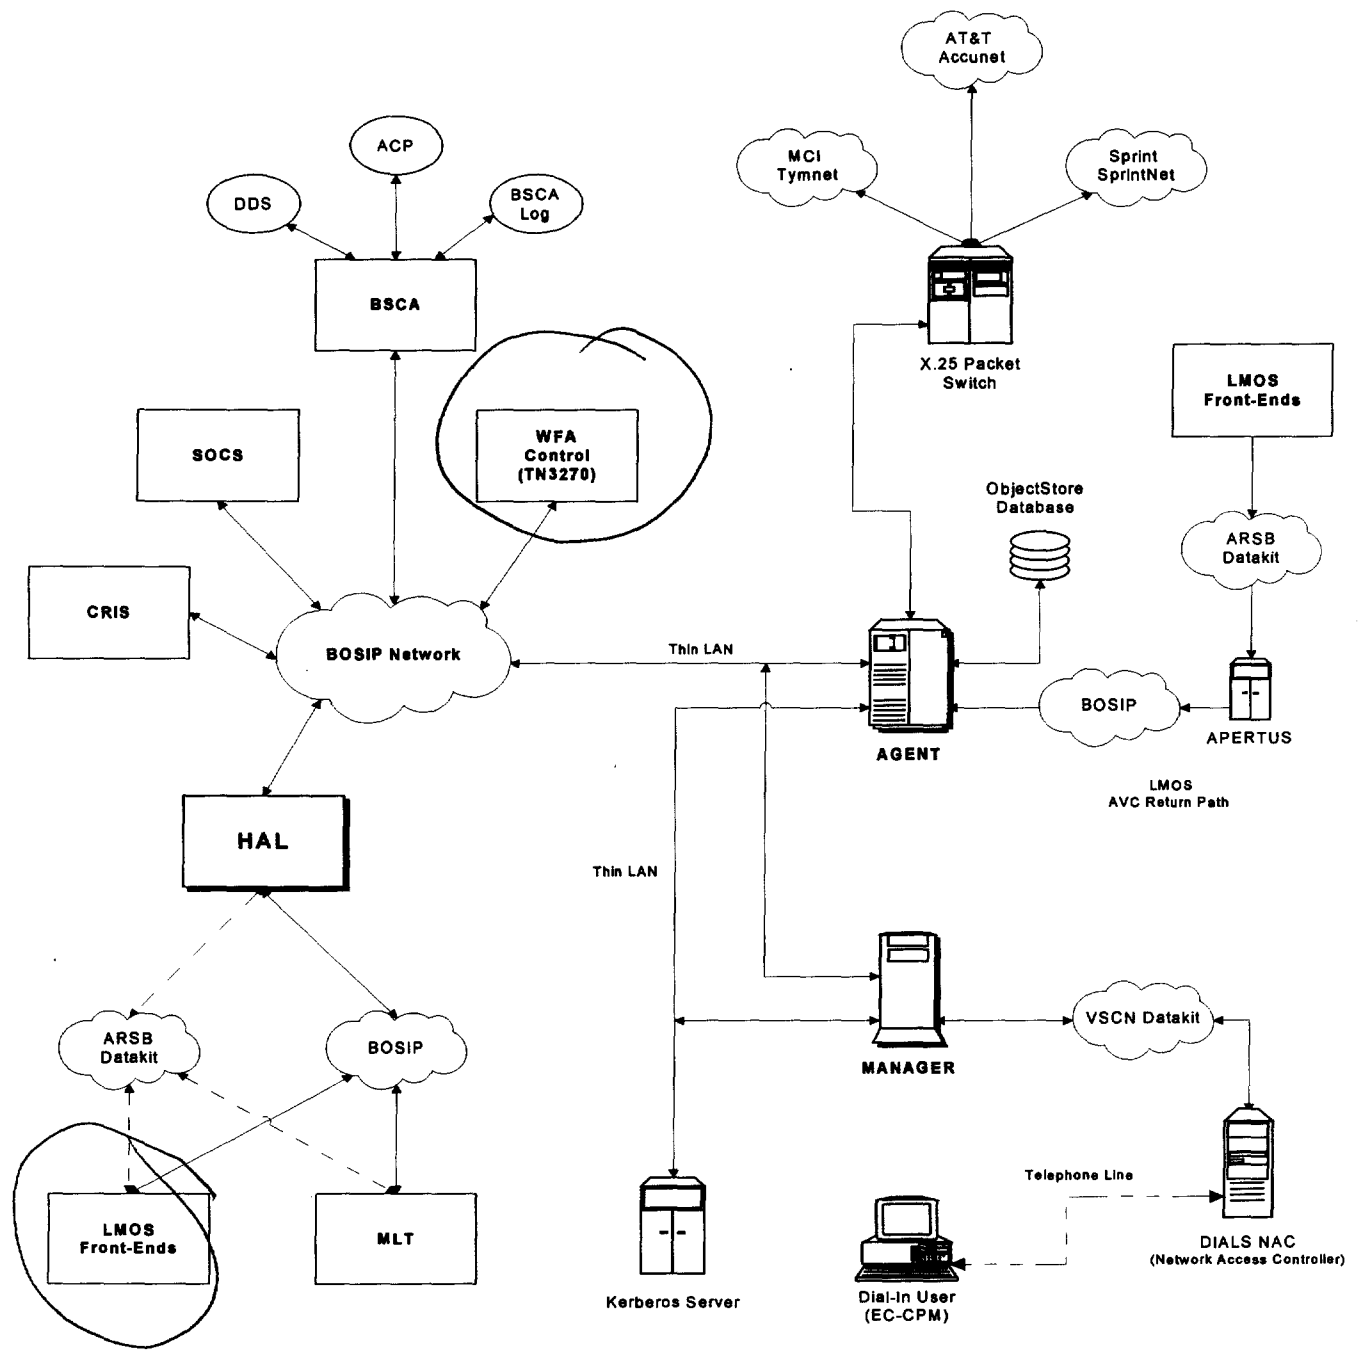 AT&T
Accunet
ACP
MCI
Tymnet
Sprint
SprintNet
DDS
BSCA
Log
BSCA
X.25 Packet
Switch
LMOS
Front-Ends
WFA
Control
(TN3270)
SOCS
ObjectStore
Database
ARSB
Datakit
CRIS
BOSIP Network
Thin LAN
BOSIP
APERTUS
AGENT
LMOS
AVC Return Path
HAL
Thin LAN
ARSB
Datakit
BOSIP
VSCN Datakit
MANAGER
Telephone Line
LMOS
Front-Ends
MLT
DIALS NAC
(Network Access Controller)
Kerberos Server
Dial-In User
(EC-CPM)